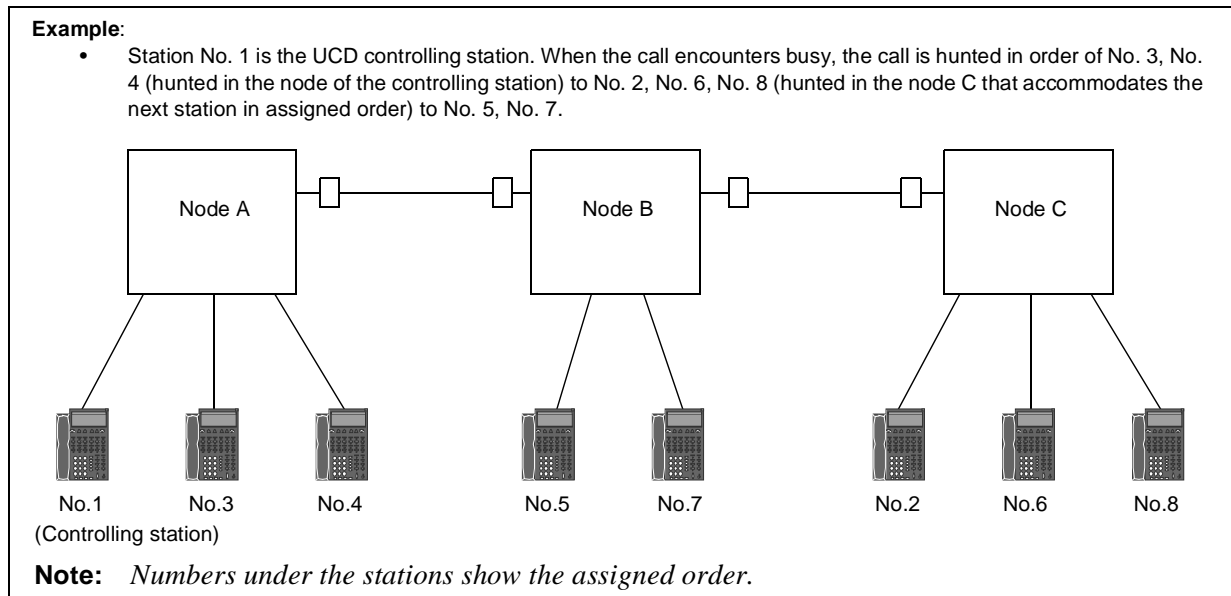 Example:
• Station No. 1 is the UCD controlling station. When the call encounters busy, the call is hunted in order of No. 3, No.
4 (hunted in the node of the controlling station) to No. 2, No. 6, No. 8 (hunted in the node C that accommodates the
next station in assigned order) to No. 5, No. 7.
Node A
Node B
Node C
No.1
No.3
No.4
No.5
No.7
No.2
No.6
No.8
(Controlling station)
Note: Numbers under the stations show the assigned order.